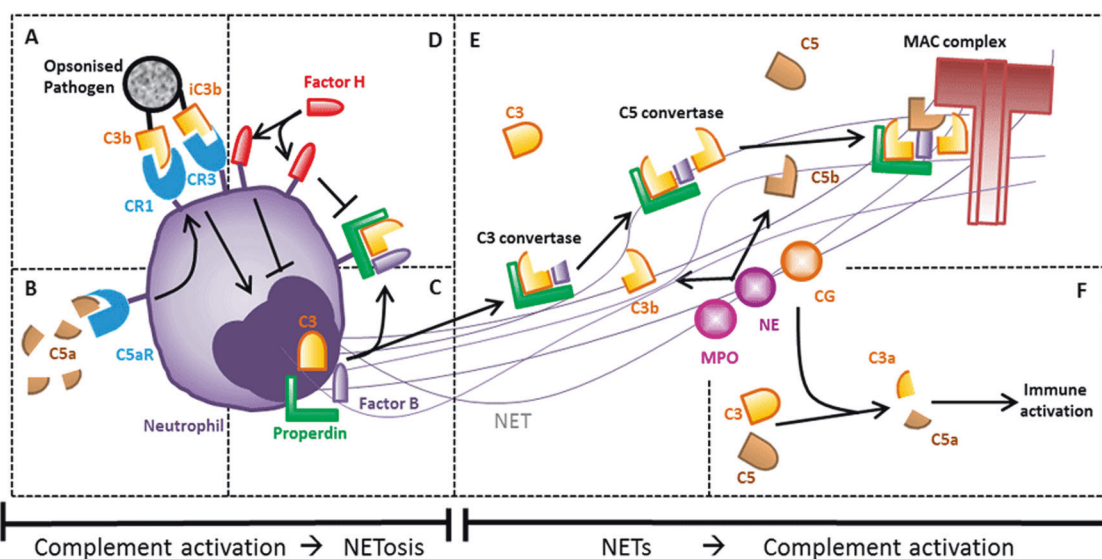 A
Opsonised
Pathogen
iC3b
C3b
CR3
CR1
D
Factor H
B
C5a
C5aR
Neutrophil
C
C3
Factor B
Properdin
E
C5
MAC complex
C3
C5 convertase
C5b
C3 convertase
C3b
CG
NE
MPO
NET
F
C3
C5
C3a
C5a
Immune
activation
Complement activation → NETosis
NETs → Complement activation